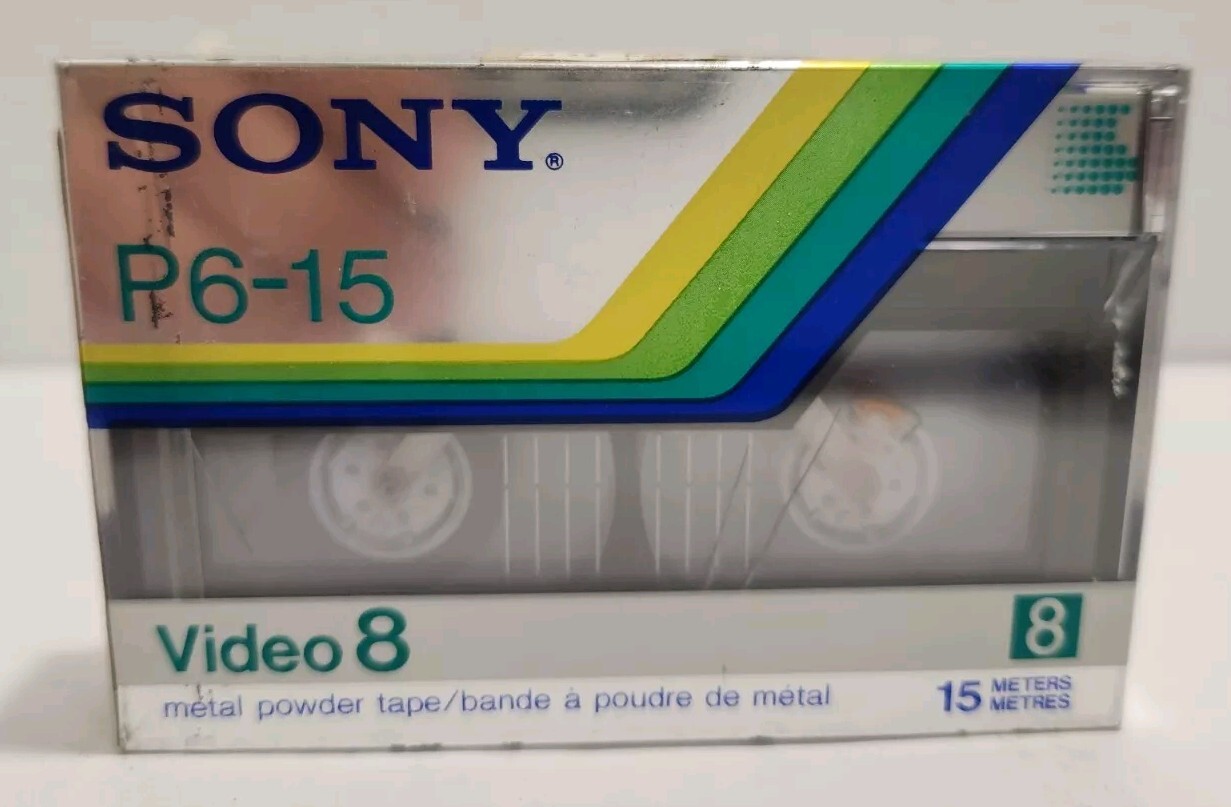 SONY®
P6-15
Video 8
8
metal powder tape/bande à poudre de métal
15 METERS
METRES